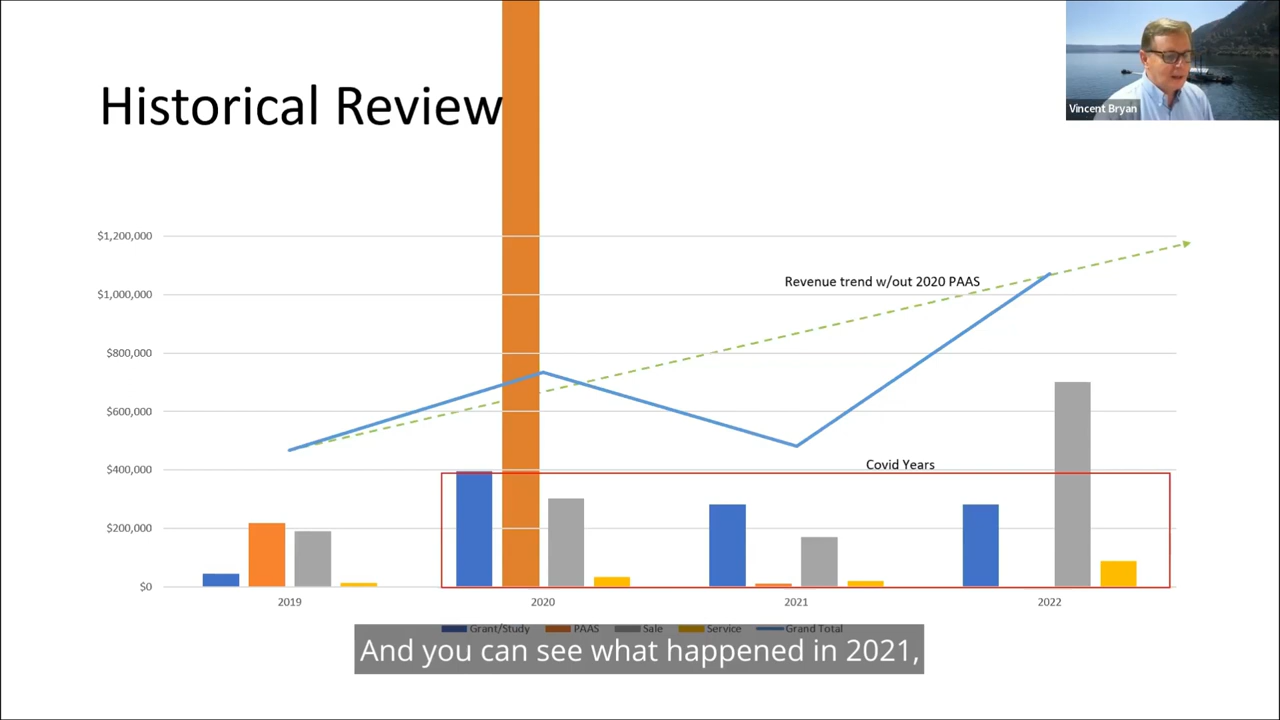 Vincent Bryan
Historical Review
$1,200,000
$1,000,000
$800,000
$600,000
$400,000
$200,000
$0
Revenue trend w/out 2020 PAAS
Covid Years
2019 2020 2021 2022
Grant/Study PAAS Sale Service Grand Total
And you can see what happened in 2021,